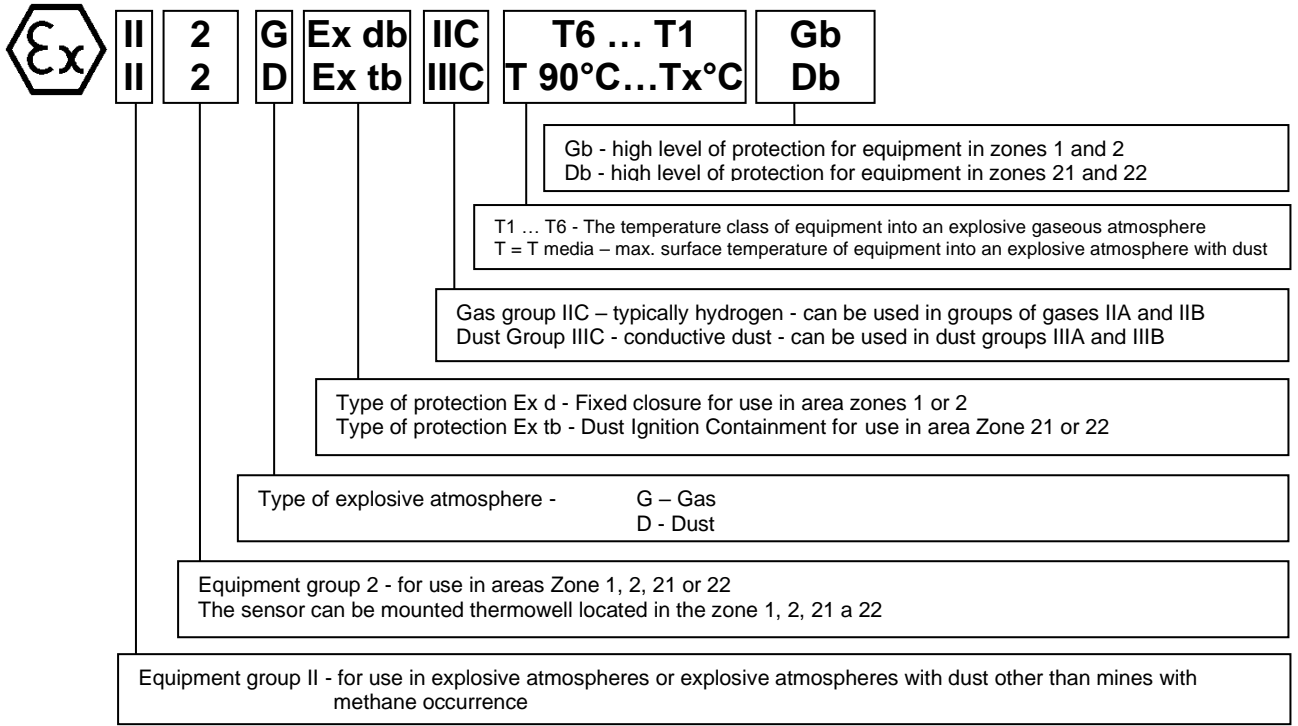 Ex II 2 G Ex db IIC T6 … T1 Gb
II 2 D Ex tb IIIC T 90°C…Tx°C Db
Gb - high level of protection for equipment in zones 1 and 2
Db - high level of protection for equipment in zones 21 and 22
T1 … T6 - The temperature class of equipment into an explosive gaseous atmosphere
T = T media – max. surface temperature of equipment into an explosive atmosphere with dust
Gas group IIC – typically hydrogen - can be used in groups of gases IIA and IIB
Dust Group IIIC - conductive dust - can be used in dust groups IIIA and IIIB
Type of protection Ex d - Fixed closure for use in area zones 1 or 2
Type of protection Ex tb - Dust Ignition Containment for use in area Zone 21 or 22
Type of explosive atmosphere - G – Gas
D - Dust
Equipment group 2 - for use in areas Zone 1, 2, 21 or 22
The sensor can be mounted thermowell located in the zone 1, 2, 21 a 22
Equipment group II - for use in explosive atmospheres or explosive atmospheres with dust other than mines with
methane occurrence